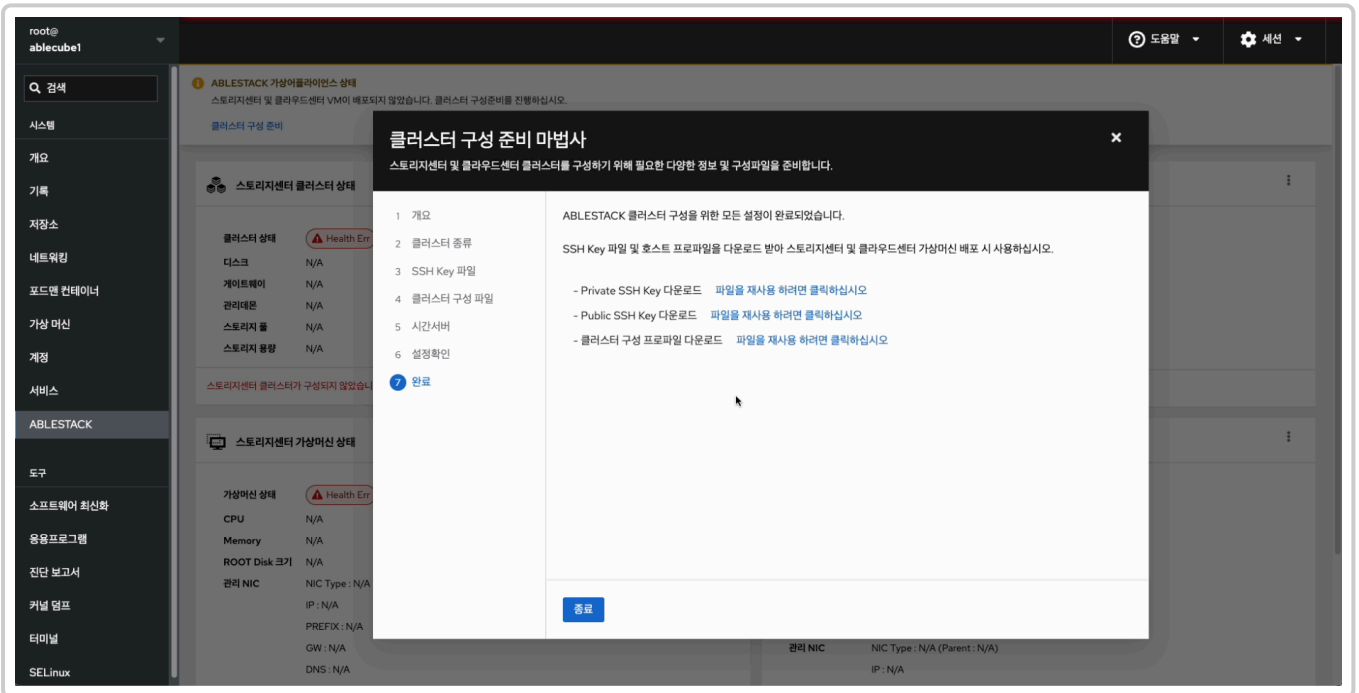 root@
ablecube1
도움말
세션
검색
시스템
개요
기록
저장소
네트워킹
포드맨 컨테이너
가상 머신
계정
서비스
ABLESTACK
도구
소프트웨어 최신화
응용프로그램
진단 보고서
커널 덤프
터미널
SELinux
ABLESTACK 가상어플라이언스 상태
스토리지센터 및 클라우드센터 VM이 배포되지 않았습니다. 클러스터 구성준비를 진행하십시오.
클러스터 구성 준비
스토리지센터 클러스터 상태
클러스터 상태 Health Err
디스크 N/A
게이트웨이 N/A
관리데몬 N/A
스토리지 풀 N/A
스토리지 용량 N/A
스토리지센터 클러스터가 구성되지 않았습니
스토리지센터 가상머신 상태
가상머신 상태 Health Err
CPU N/A
Memory N/A
ROOT Disk 크기 N/A
관리 NIC NIC Type : N/A
IP : N/A
PREFIX : N/A
GW : N/A
DNS : N/A
관리 NIC NIC Type : N/A (Parent : N/A)
IP : N/A
클러스터 구성 준비 마법사
스토리지센터 및 클라우드센터 클러스터를 구성하기 위해 필요한 다양한 정보 및 구성파일을 준비합니다.
1 개요
2 클러스터 종류
3 SSH Key 파일
4 클러스터 구성 파일
5 시간서버
6 설정확인
7 완료
ABLESTACK 클러스터 구성을 위한 모든 설정이 완료되었습니다.
SSH Key 파일 및 호스트 프로파일을 다운로드 받아 스토리지센터 및 클라우드센터 가상머신 배포 시 사용하십시오.
- Private SSH Key 다운로드 파일을 재사용 하려면 클릭하십시오
- Public SSH Key 다운로드 파일을 재사용 하려면 클릭하십시오
- 클러스터 구성 프로파일 다운로드 파일을 재사용 하려면 클릭하십시오
종료